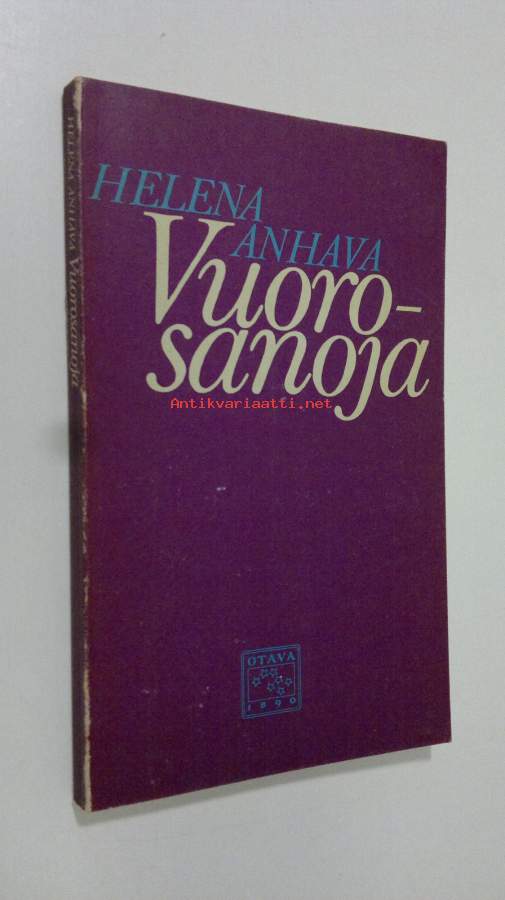 HELENA ANHAVA Vuorosanoja
HELENA
ANHAVA
Vuoro-
sanoja
Antikvariaatti.net
OTAVA
1890